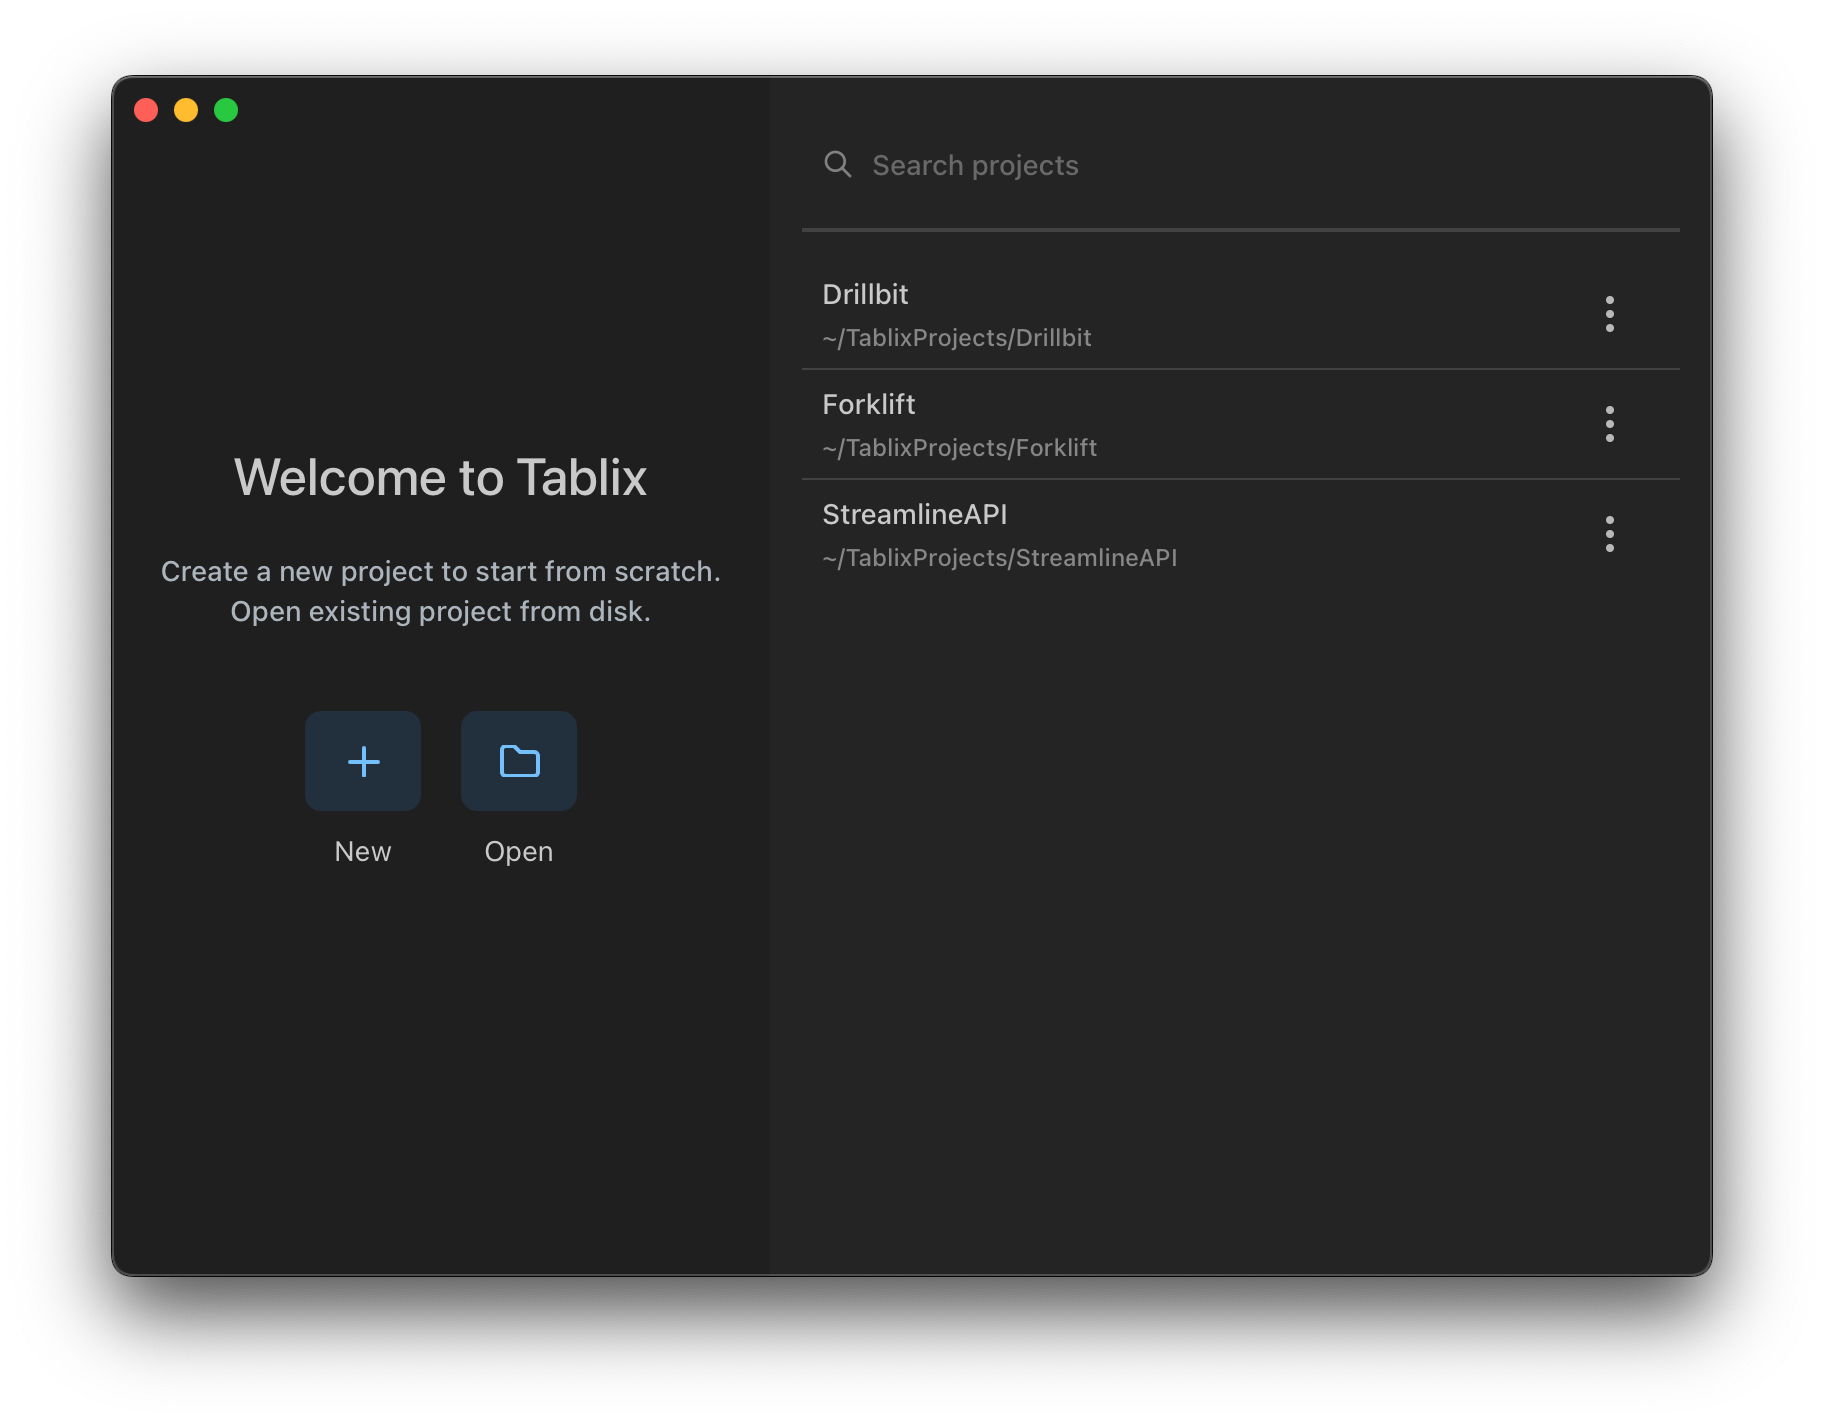 Welcome to Tablix
Create a new project to start from scratch.
Open existing project from disk.
New
Open
Search projects
Drillbit
~/TablixProjects/Drillbit
Forklift
~/TablixProjects/Forklift
StreamlineAPI
~/TablixProjects/StreamlineAPI